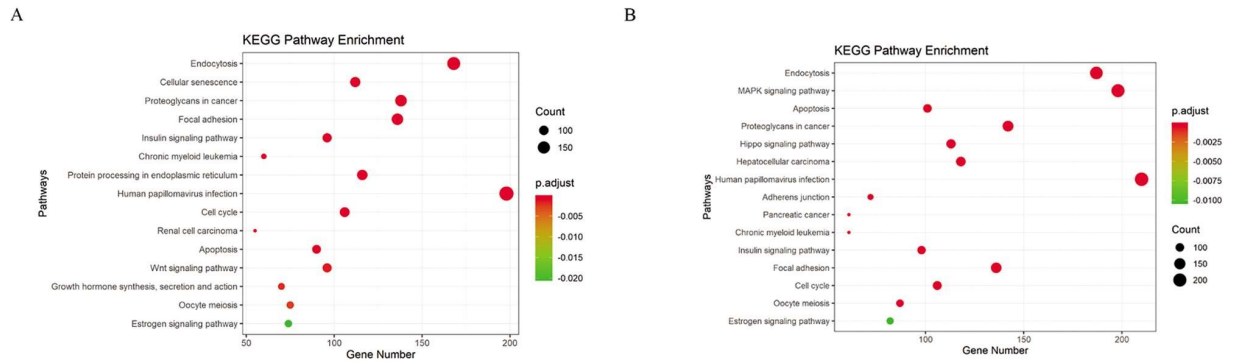 A
KEGG Pathway Enrichment
Endocytosis
Cellular senescence
Proteoglycans in cancer
Focal adhesion
Insulin signaling pathway
Chronic myeloid leukemia
Protein processing in endoplasmic reticulum
Human papillomavirus infection
Cell cycle
Renal cell carcinoma
Apoptosis
Wnt signaling pathway
Growth hormone synthesis, secretion and action
Oocyte meiosis
Estrogen signaling pathway
Pathways
50
100
150
200
Gene Number
Count
100
150
p.adjust
-0.005
-0.010
-0.015
-0.020
B
KEGG Pathway Enrichment
Endocytosis
MAPK signaling pathway
Apoptosis
Proteoglycans in cancer
Hippo signaling pathway
Hepatocellular carcinoma
Human papillomavirus infection
Adherens junction
Pancreatic cancer
Chronic myeloid leukemia
Insulin signaling pathway
Focal adhesion
Cell cycle
Oocyte meiosis
Estrogen signaling pathway
Pathways
100
150
200
Gene Number
p.adjust
-0.0025
-0.0050
-0.0075
-0.0100
Count
100
150
200